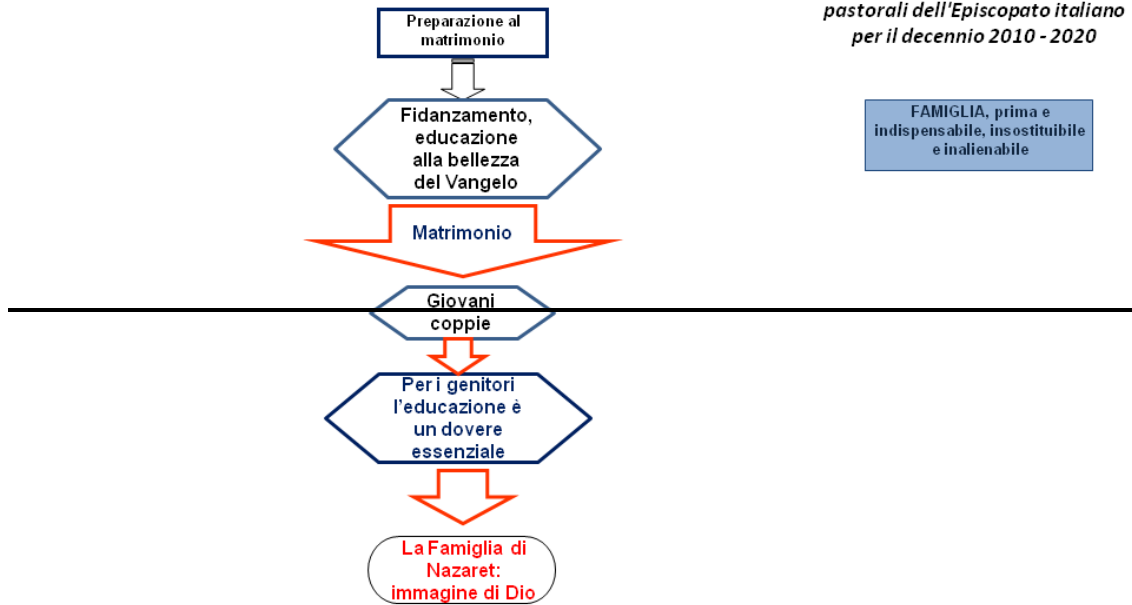 Preparazione al
matrimonio
pastorali dell'Episcopato italiano
per il decennio 2010 - 2020
Fidanzamento,
educazione
alla bellezza
del Vangelo
FAMIGLIA, prima e
indispensabile, insostituibile
e inalienabile
Matrimonio
Giovani
coppie
Per i genitori
l'educazione è
un dovere
essenziale
La Famiglia di
Nazaret:
immagine di Dio